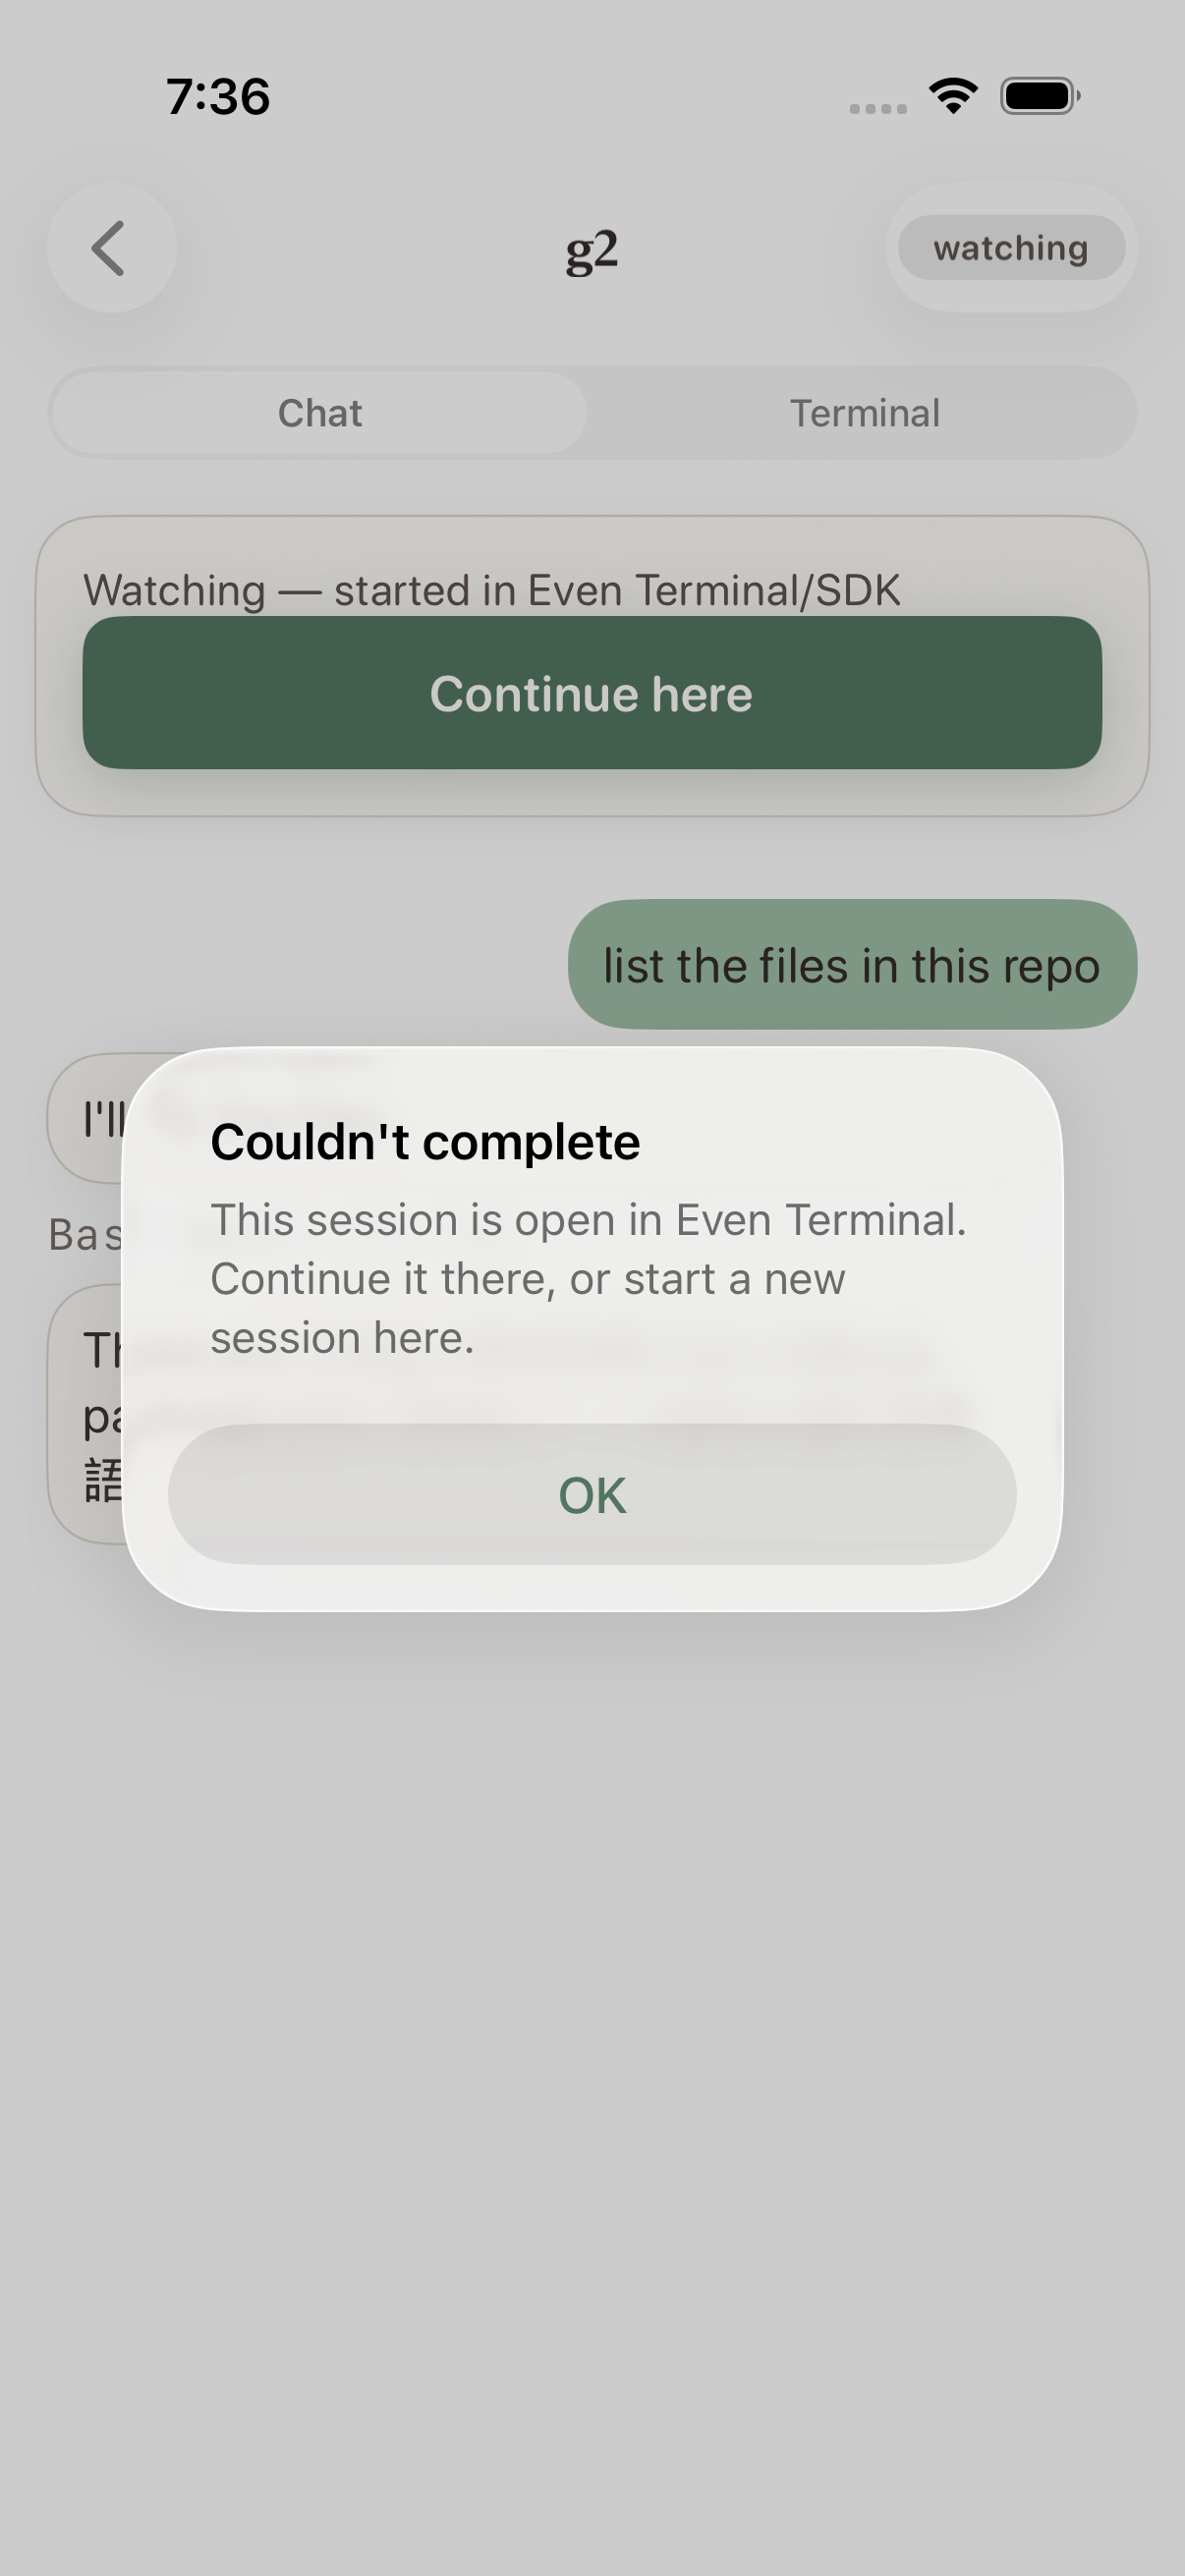 7:36
g2
watching
Chat
Terminal
Watching — started in Even Terminal/SDK
Continue here
list the files in this repo
I'll
Couldn't complete
This session is open in Even Terminal.
Continue it there, or start a new
session here.
語
OK